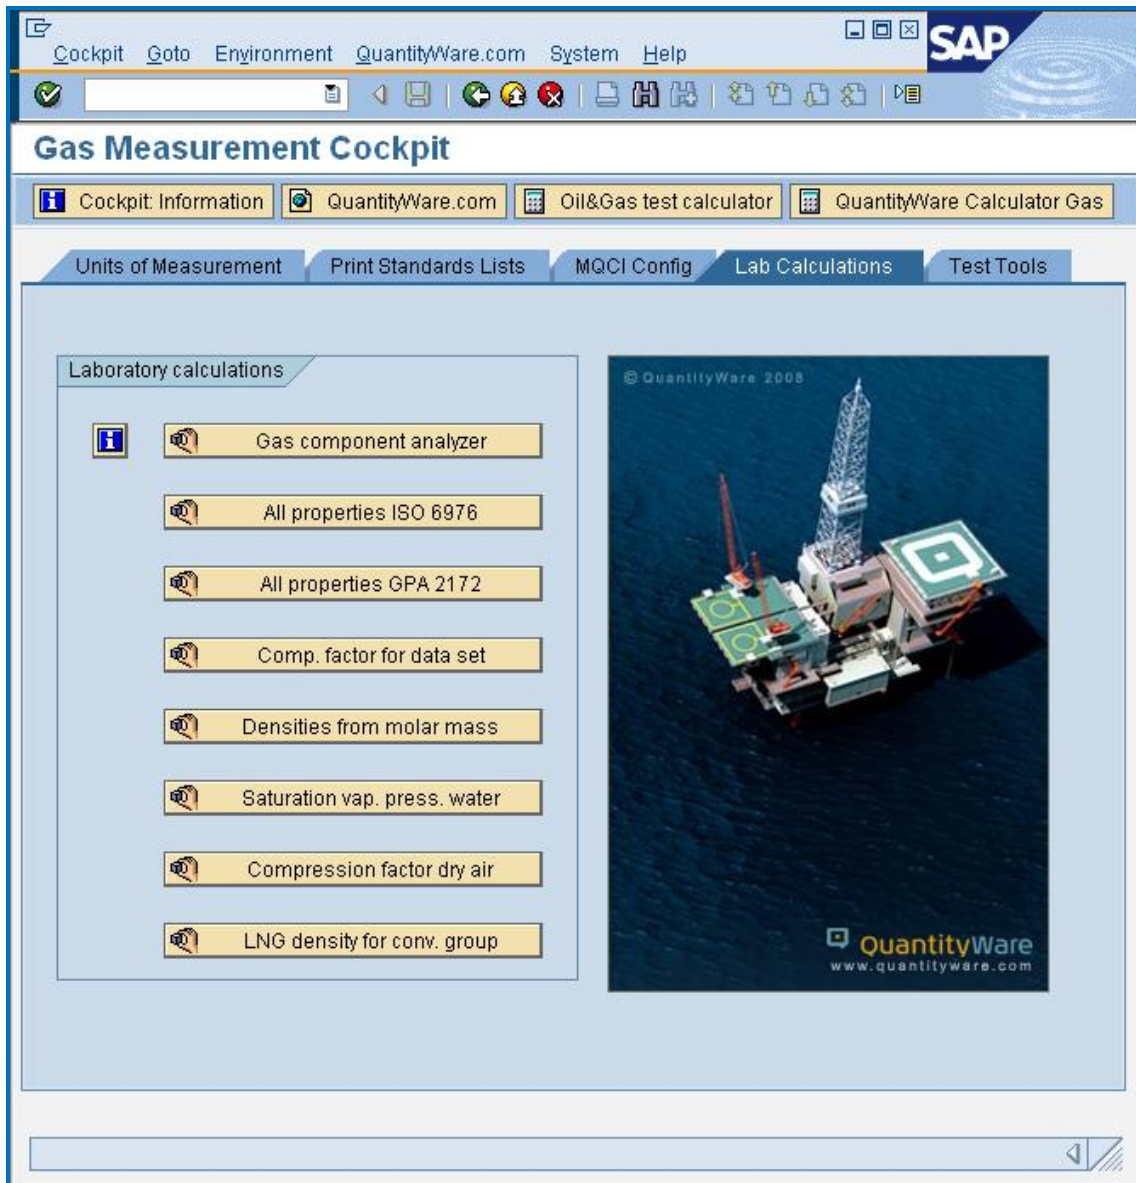 Cockpit Goto Environment QuantityWare.com System Help
SAP
Gas Measurement Cockpit
Cockpit: Information QuantityWare.com Oil&Gas test calculator QuantityWare Calculator Gas
Units of Measurement Print Standards Lists MQCI Config Lab Calculations Test Tools
Laboratory calculations
© QuantityWare 2008
Gas component analyzer
All properties ISO 6976
All properties GPA 2172
Comp. factor for data set
Densities from molar mass
Saturation vap. press. water
Compression factor dry air
LNG density for conv. group
QuantityWare
www.quantityware.com